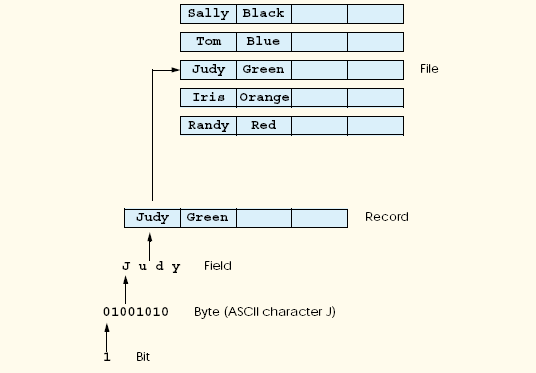 Sally Black
Tom Blue
Judy Green File
Iris Orange
Randy Red
Judy Green Record
J u d y Field
01001010 Byte (ASCII character J)
1 Bit